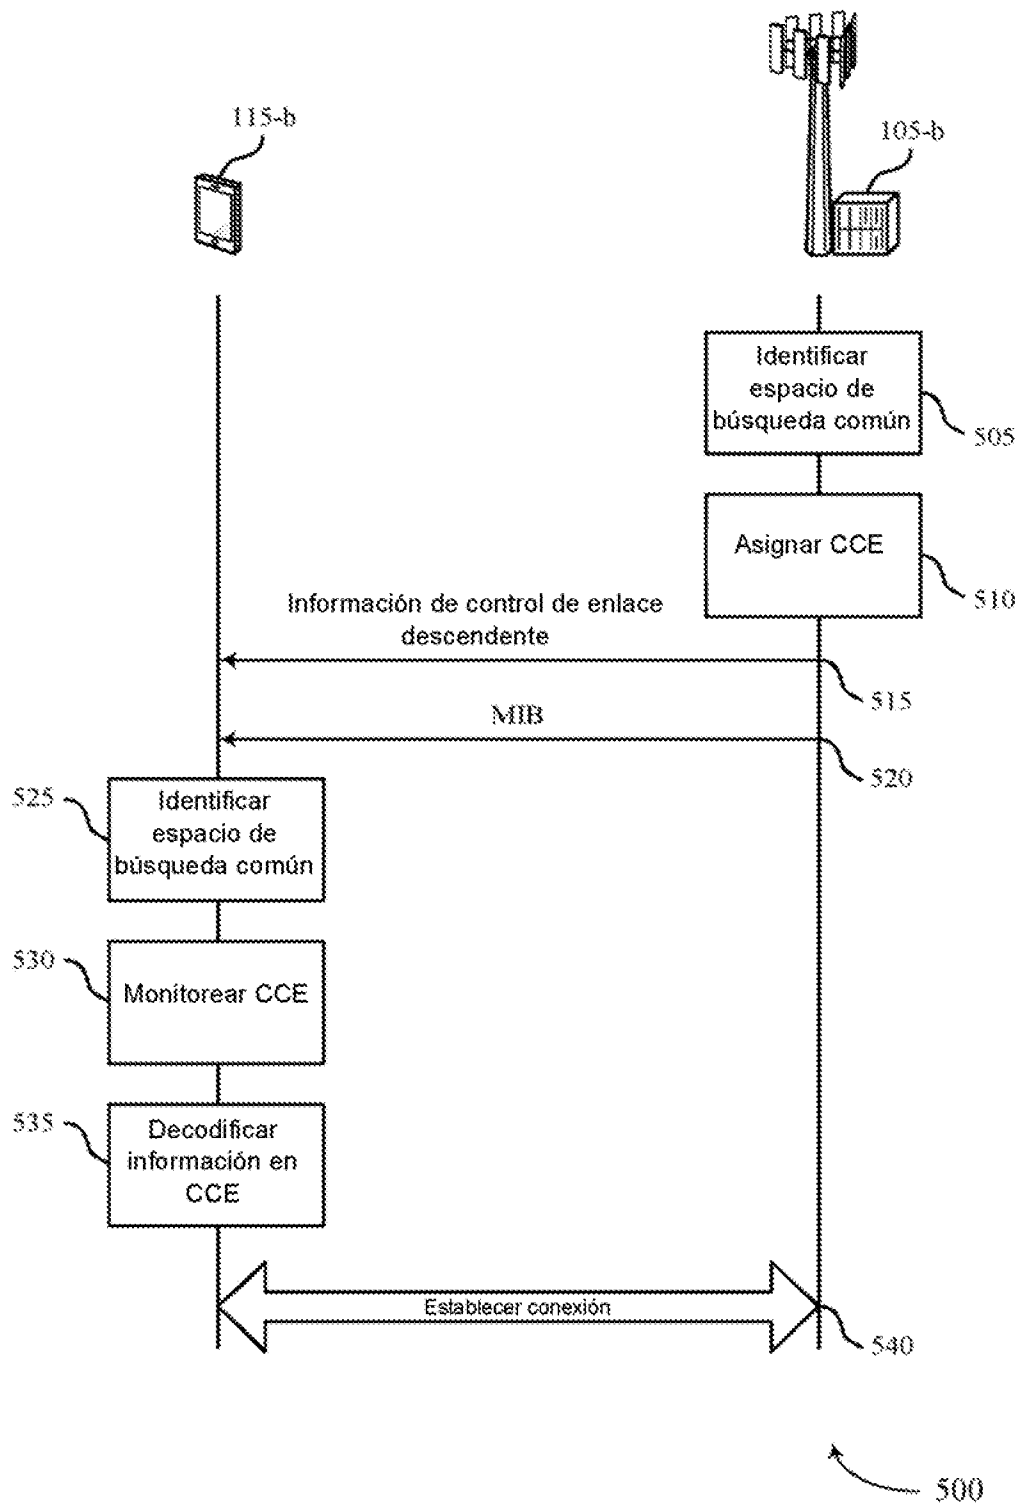 115-b
105-b
Identificar
espacio de
búsqueda común
505
Asignar CCE
510
Información de control de enlace
descendente
515
MIB
520
525
Identificar
espacio de
búsqueda común
530
Monitorear CCE
535
Decodificar
información en
CCE
Establecer conexión
540
500